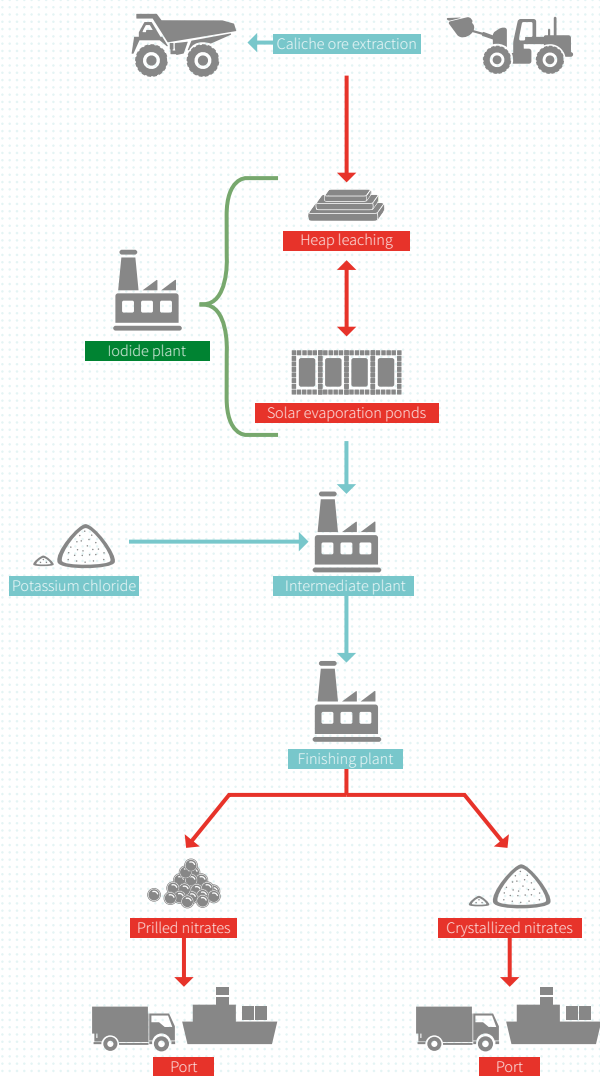 Caliche ore extraction
Heap leaching
Iodide plant
Solar evaporation ponds
Potassium chloride
Intermediate plant
Finishing plant
Prilled nitrates
Crystallized nitrates
Port
Port